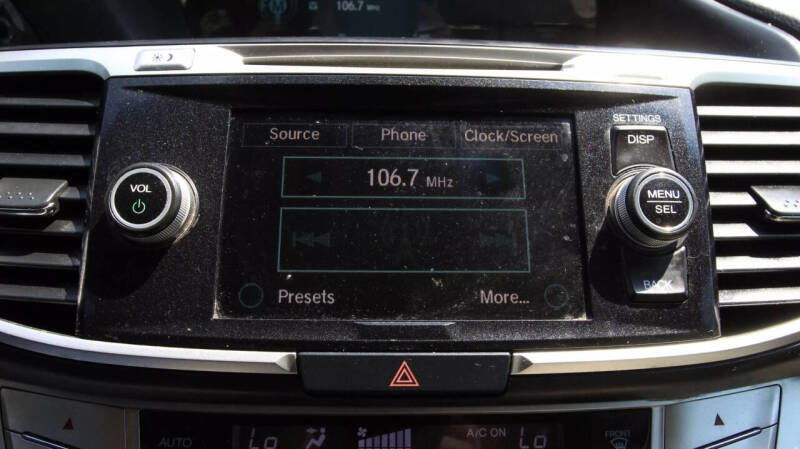 FM 106.7 MHz
SETTINGS
Source Phone Clock/Screen DISP
VOL 106.7 MHz MENU
SEL
BACK
Presets More...
AUTO Lo A/C ON Lo FRONT